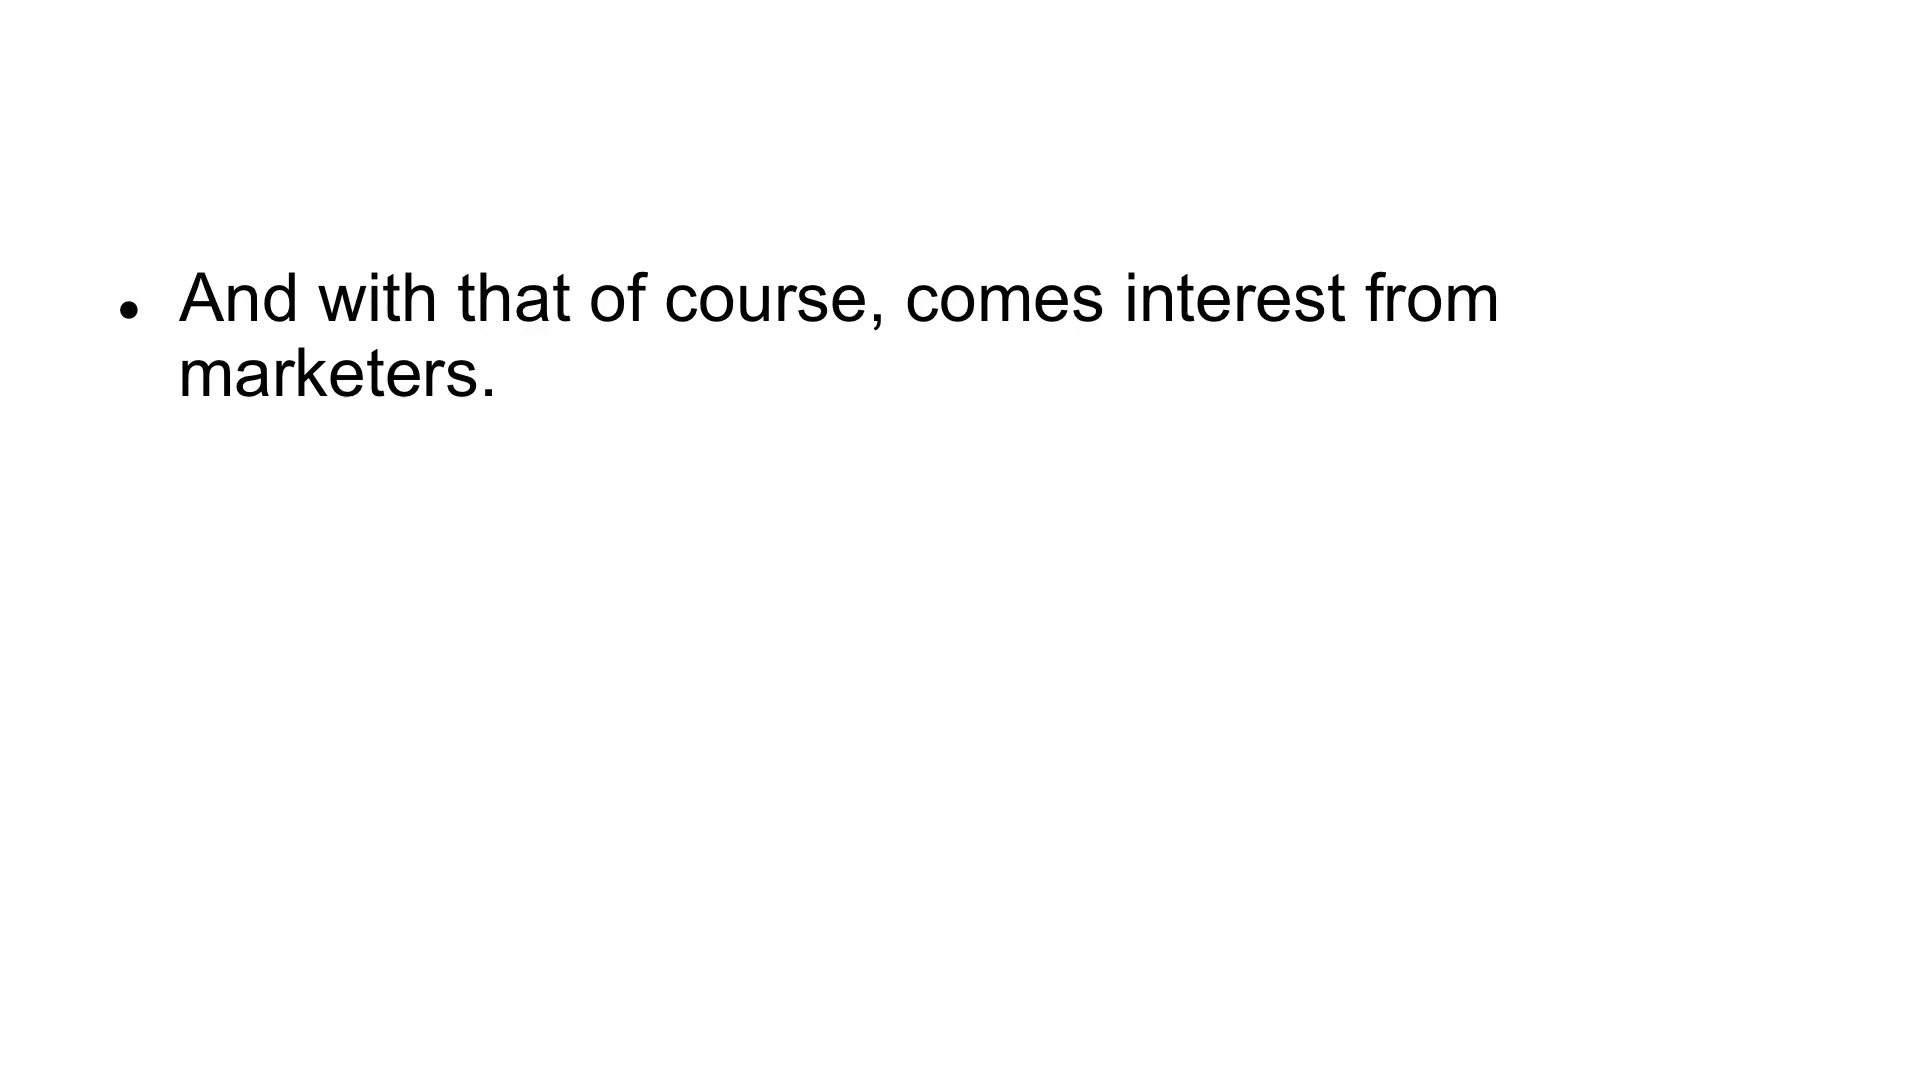 ● And with that of course, comes interest from
marketers.